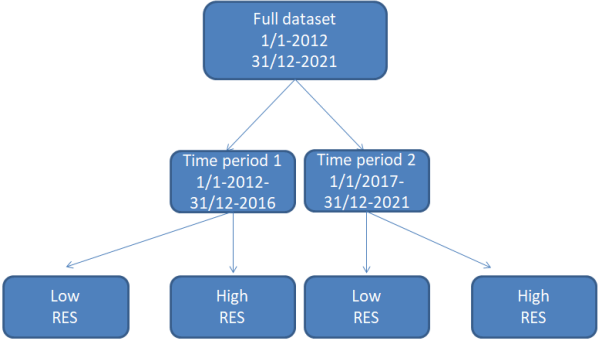 Full dataset
1/1-2012
31/12-2021
Time period 1
1/1-2012-
31/12-2016
Time period 2
1/1/2017-
31/12-2021
Low
RES
High
RES
Low
RES
High
RES